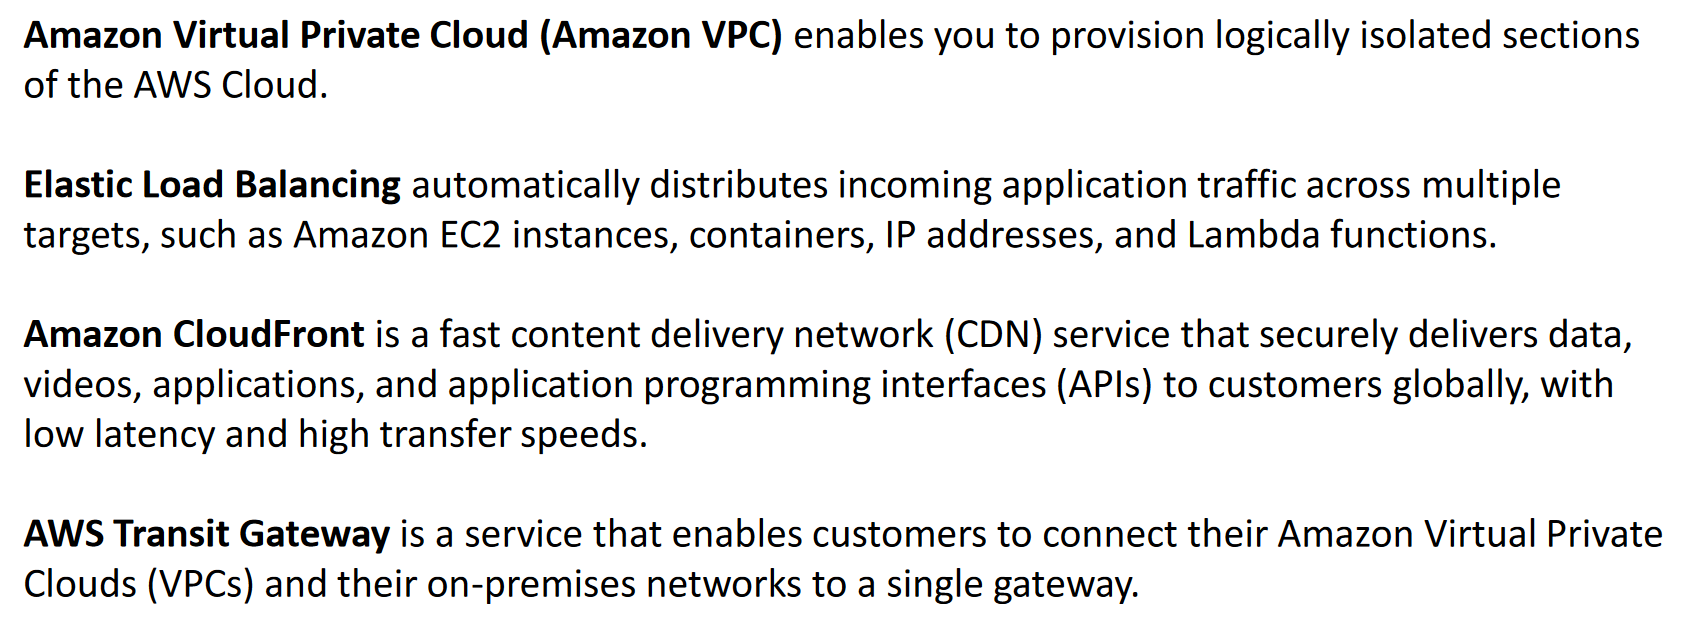 Amazon Virtual Private Cloud (Amazon VPC) enables you to provision logically isolated sections
of the AWS Cloud.
Elastic Load Balancing automatically distributes incoming application traffic across multiple
targets, such as Amazon EC2 instances, containers, IP addresses, and Lambda functions.
Amazon CloudFront is a fast content delivery network (CDN) service that securely delivers data,
videos, applications, and application programming interfaces (APIs) to customers globally, with
low latency and high transfer speeds.
AWS Transit Gateway is a service that enables customers to connect their Amazon Virtual Private
Clouds (VPCs) and their on-premises networks to a single gateway.